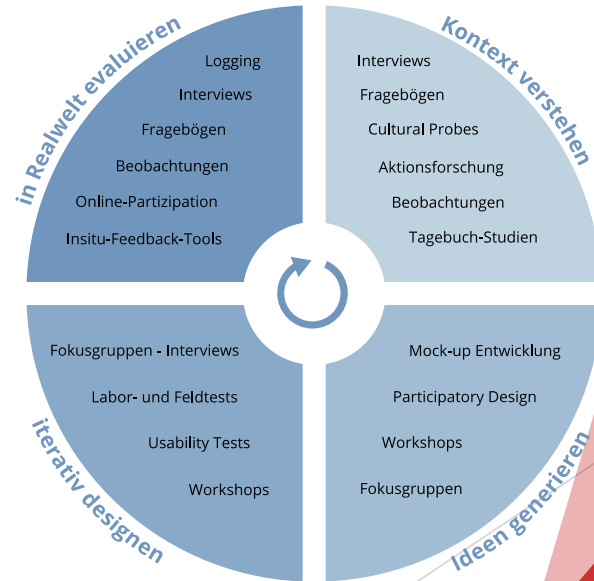 in Realwelt evaluieren
Logging
Interviews
Fragebögen
Beobachtungen
Online-Partizipation
Insitu-Feedback-Tools
Kontext verstehen
Interviews
Fragebögen
Cultural Probes
Aktionsforschung
Beobachtungen
Tagebuch-Studien
iterativ designen
Fokusgruppen - Interviews
Labor- und Feldtests
Usability Tests
Workshops
Ideen generieren
Mock-up Entwicklung
Participatory Design
Workshops
Fokusgruppen